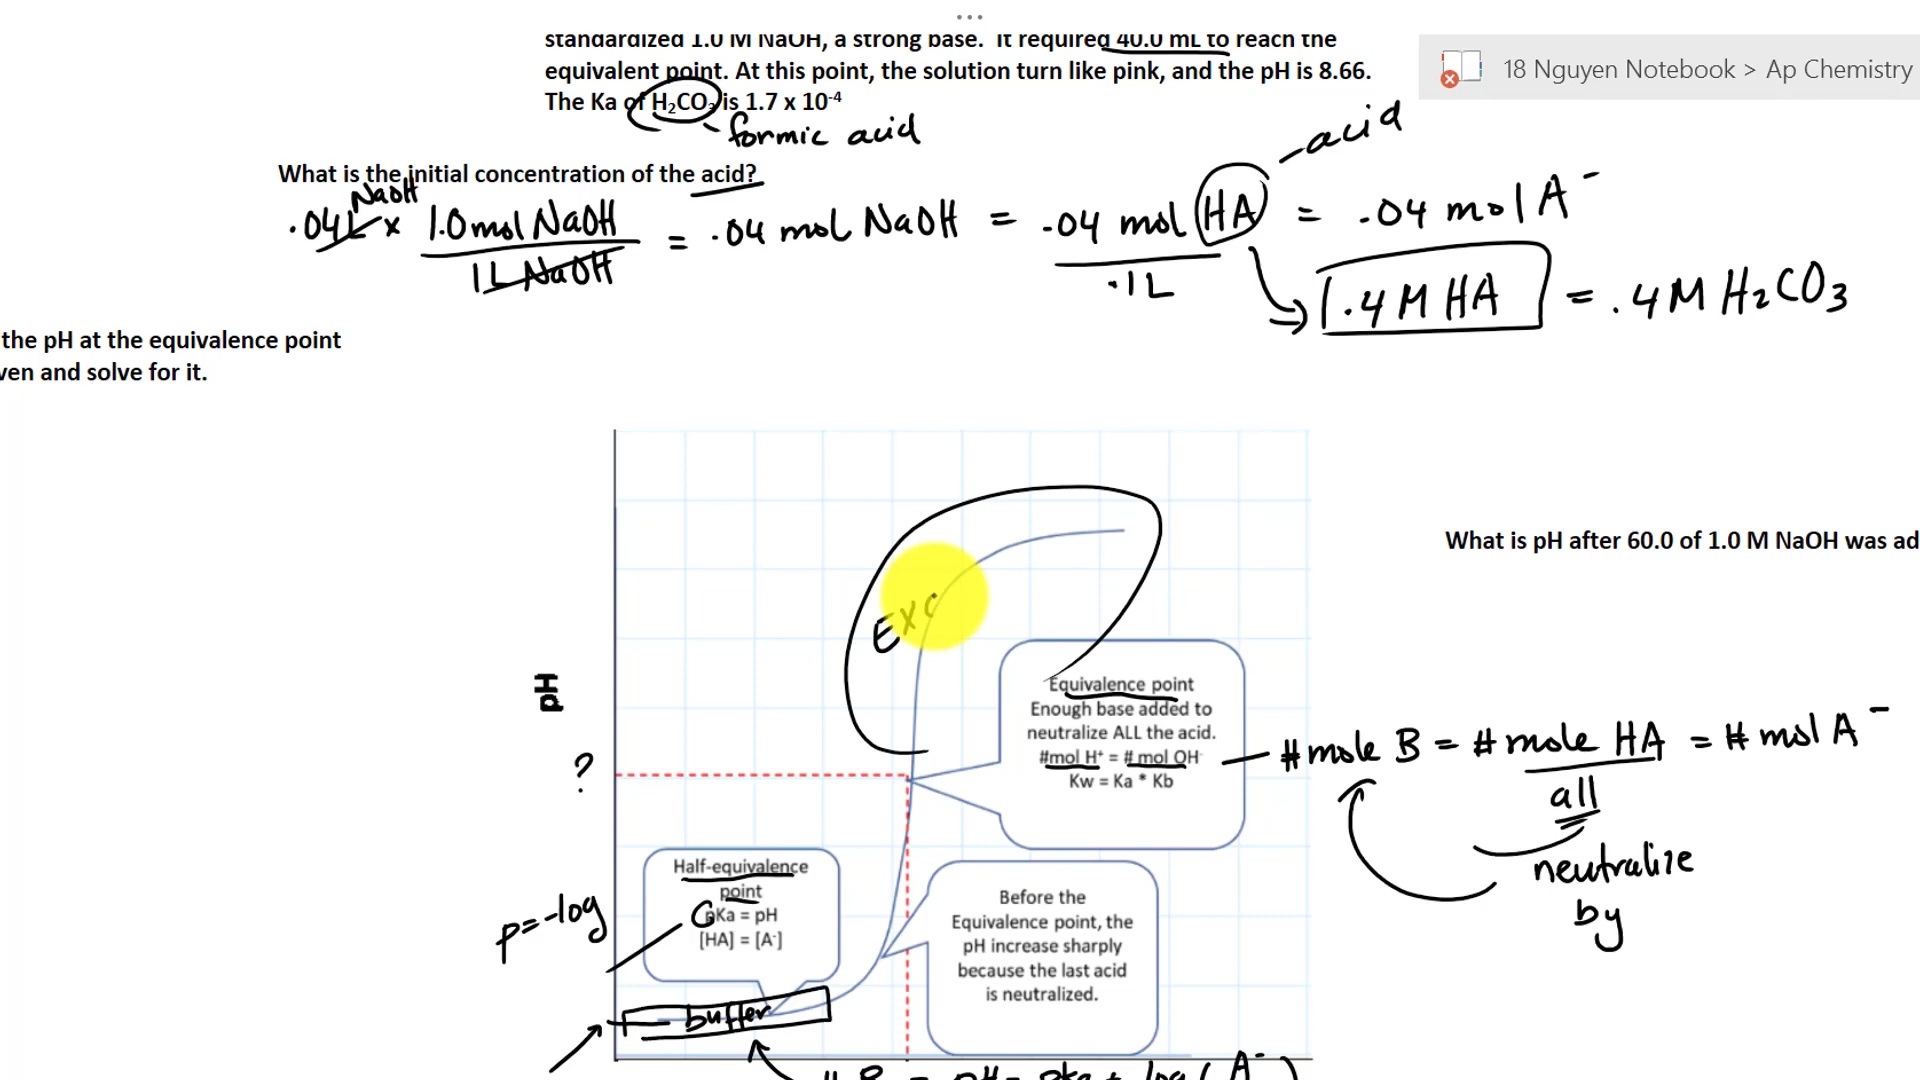 standardized 1.0 M NaOH, a strong base. It required 40.0 mL to reach the
equivalent point. At this point, the solution turn like pink, and the pH is 8.66.
The Ka of H₂CO₃ is 1.7 x 10⁻⁴
18 Nguyen Notebook > Ap Chemistry
formic acid
-acid
What is the initial concentration of the acid?
NaOH
.04L x 1.0 mol NaOH / 1L NaOH = .04 mol NaOH = .04 mol HA / .1L = .04 mol A⁻
.4 M HA = .4 M H₂CO₃
the pH at the equivalence point
ven and solve for it.
What is pH after 60.0 of 1.0 M NaOH was ad
Exc
pH
?
Equivalence point
Enough base added to
neutralize ALL the acid.
#mol H⁺ = # mol OH⁻
Kw = Ka * Kb
#mole B = #mole HA = #mol A⁻
all
neutralize
by
Half-equivalence
point
pKa = pH
[HA] = [A⁻]
p=-log
Before the
Equivalence point, the
pH increase sharply
because the last acid
is neutralized.
buffer
= pH = pka + log ( A⁻ )